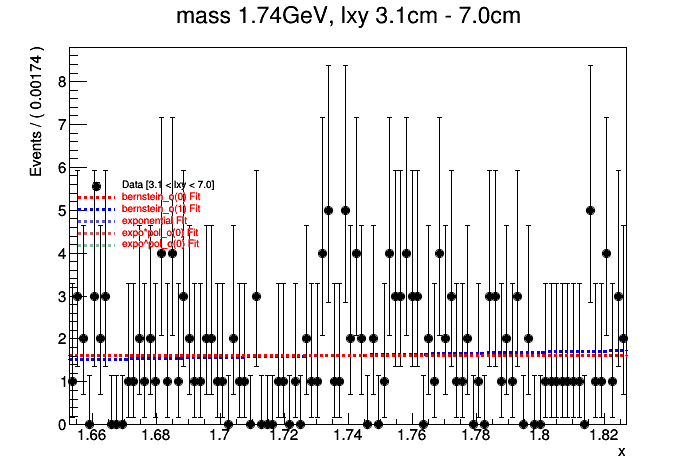 mass 1.74GeV, lxy 3.1cm - 7.0cm
Events / ( 0.00174 )
8
7
6
5
4
3
2
1
0
Data [3.1 < lxy < 7.0]
bernstein_o(0) Fit
bernstein_o(1) Fit
exponential Fit
expo*pol_o(0) Fit
expo^pol_o(0) Fit
1.66 1.68 1.7 1.72 1.74 1.76 1.78 1.8 1.82
x